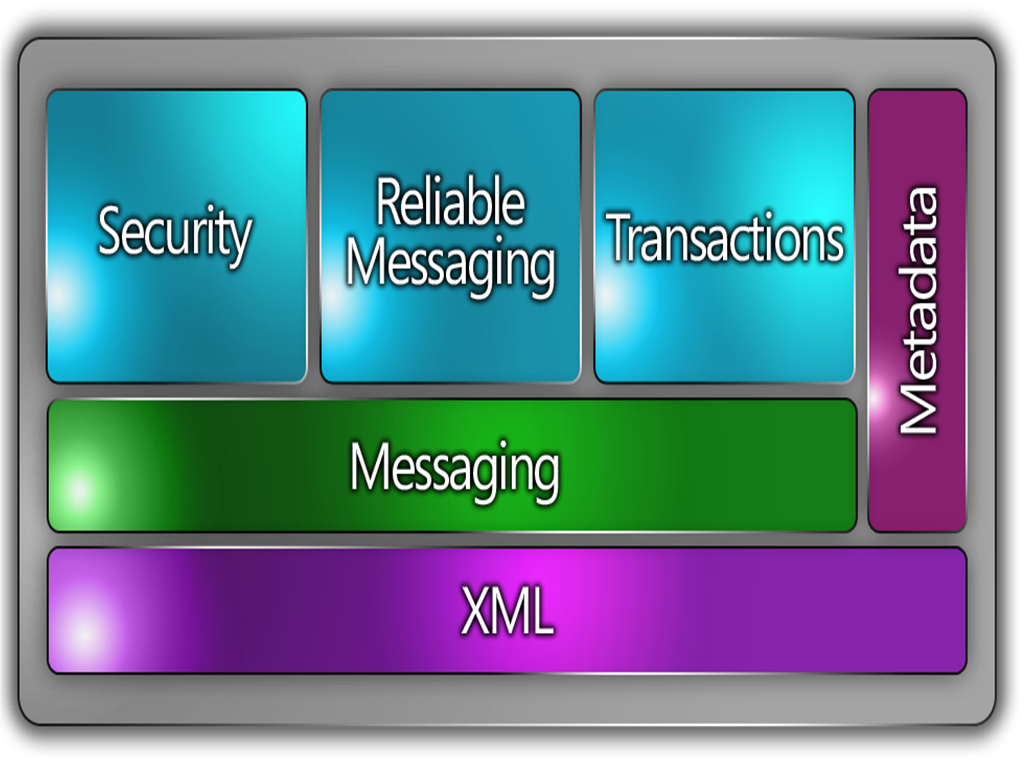 Security
Reliable
Messaging
Transactions
Metadata
Messaging
XML